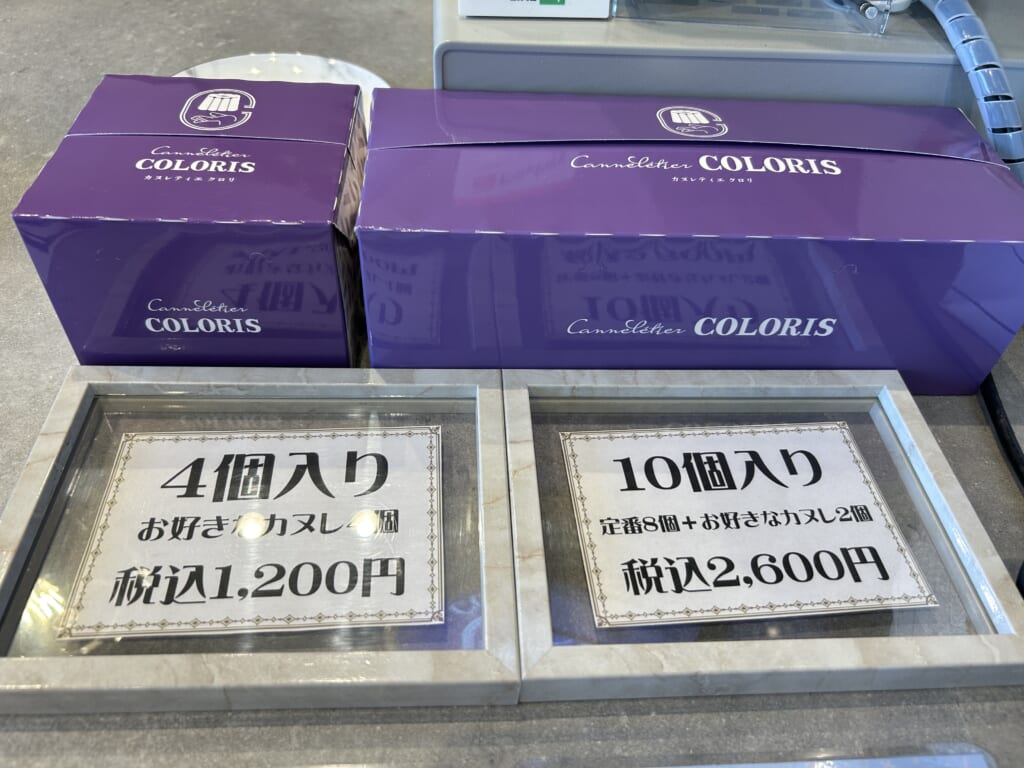 Cannelétier
COLORIS
カヌレティエ クロリ
Cannelétier
COLORIS
Cannelétier COLORIS
カヌレティエ クロリ
Cannelétier COLORIS
4個入り
お好きなカヌレ4個
税込1,200円
10個入り
定番8個+お好きなカヌレ2個
税込2,600円